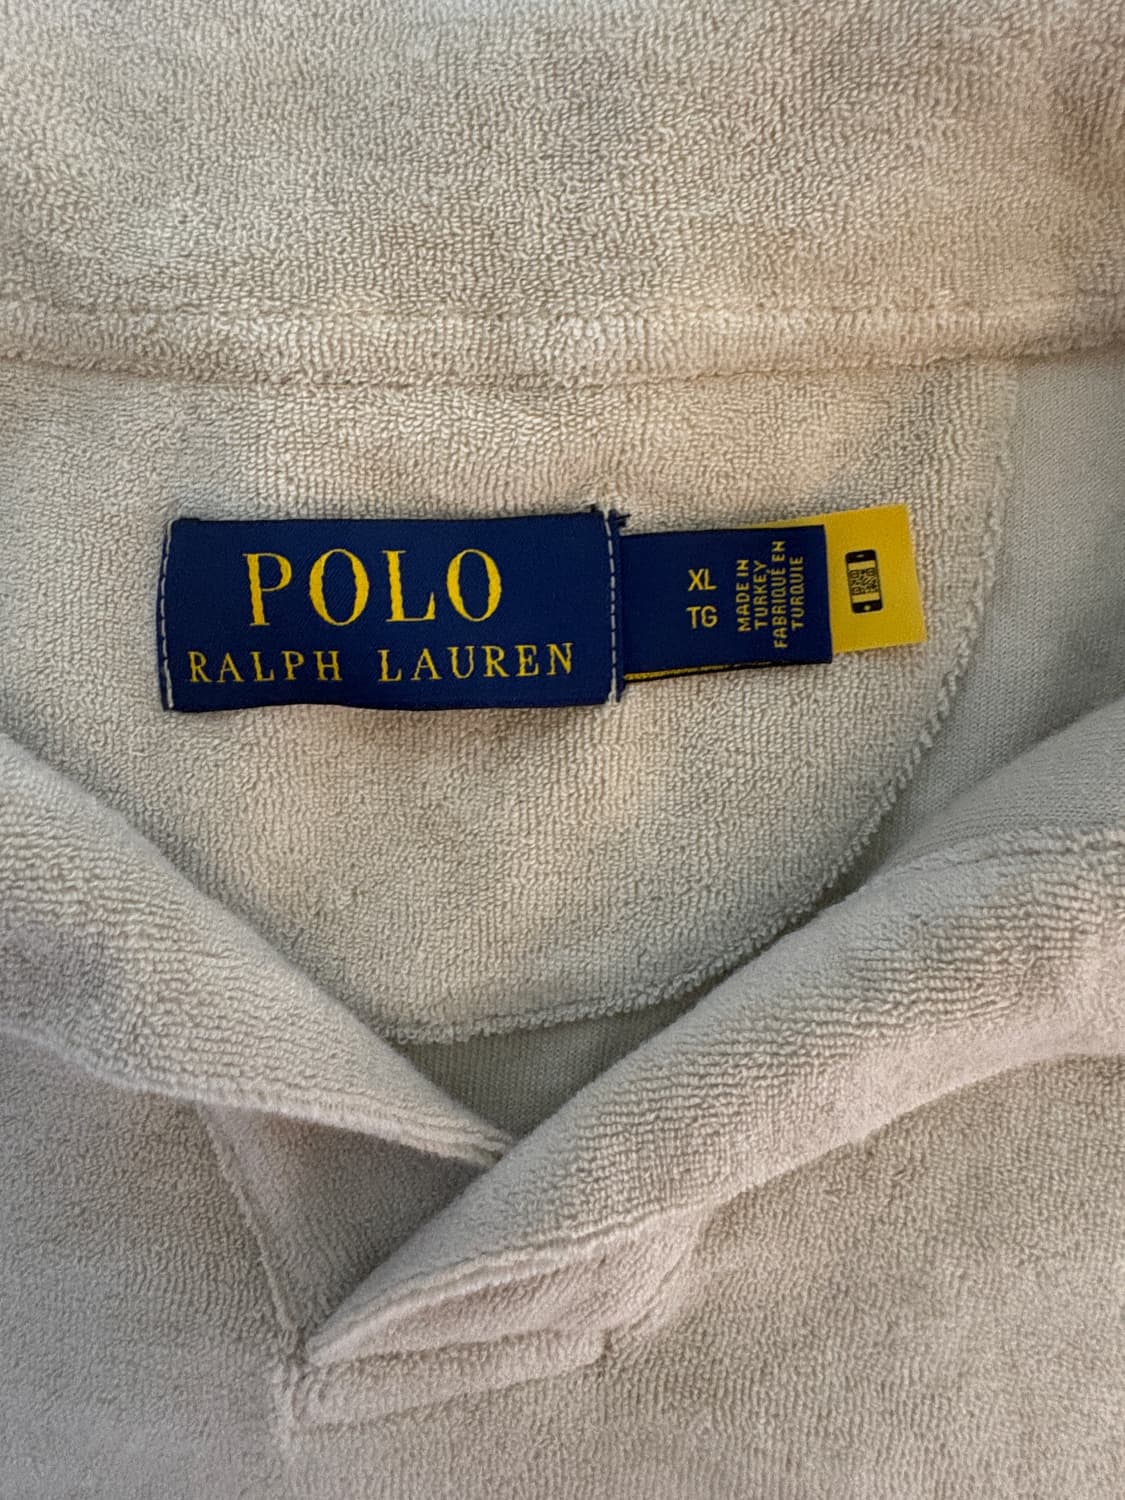 POLO
RALPH LAUREN
XL
TG
MADE IN
TURKEY
FABRIQUÉ EN
TURQUIE